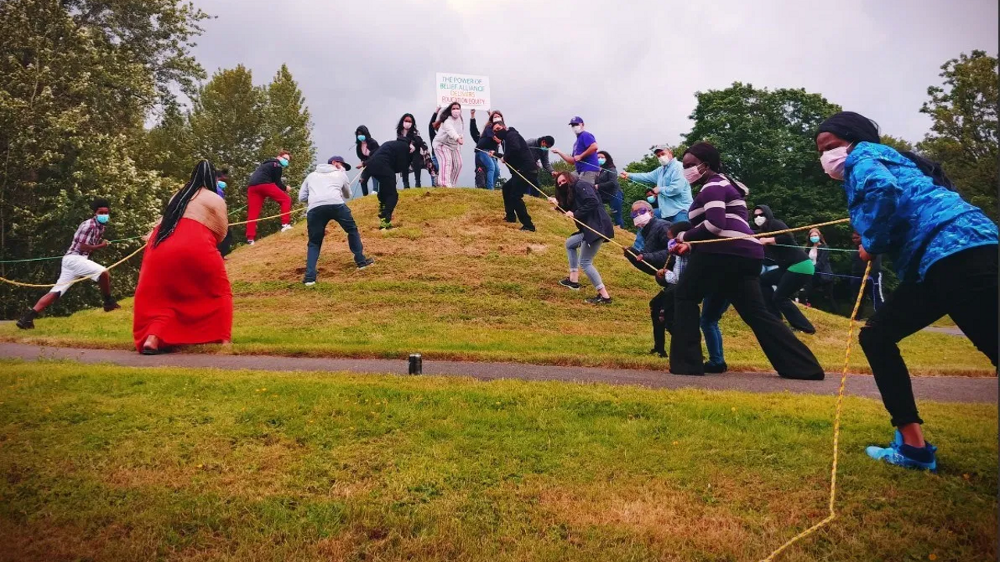 THE POWER OF
BELIEF ALLIANCE
DELIVERS
EDUCATION EQUITY